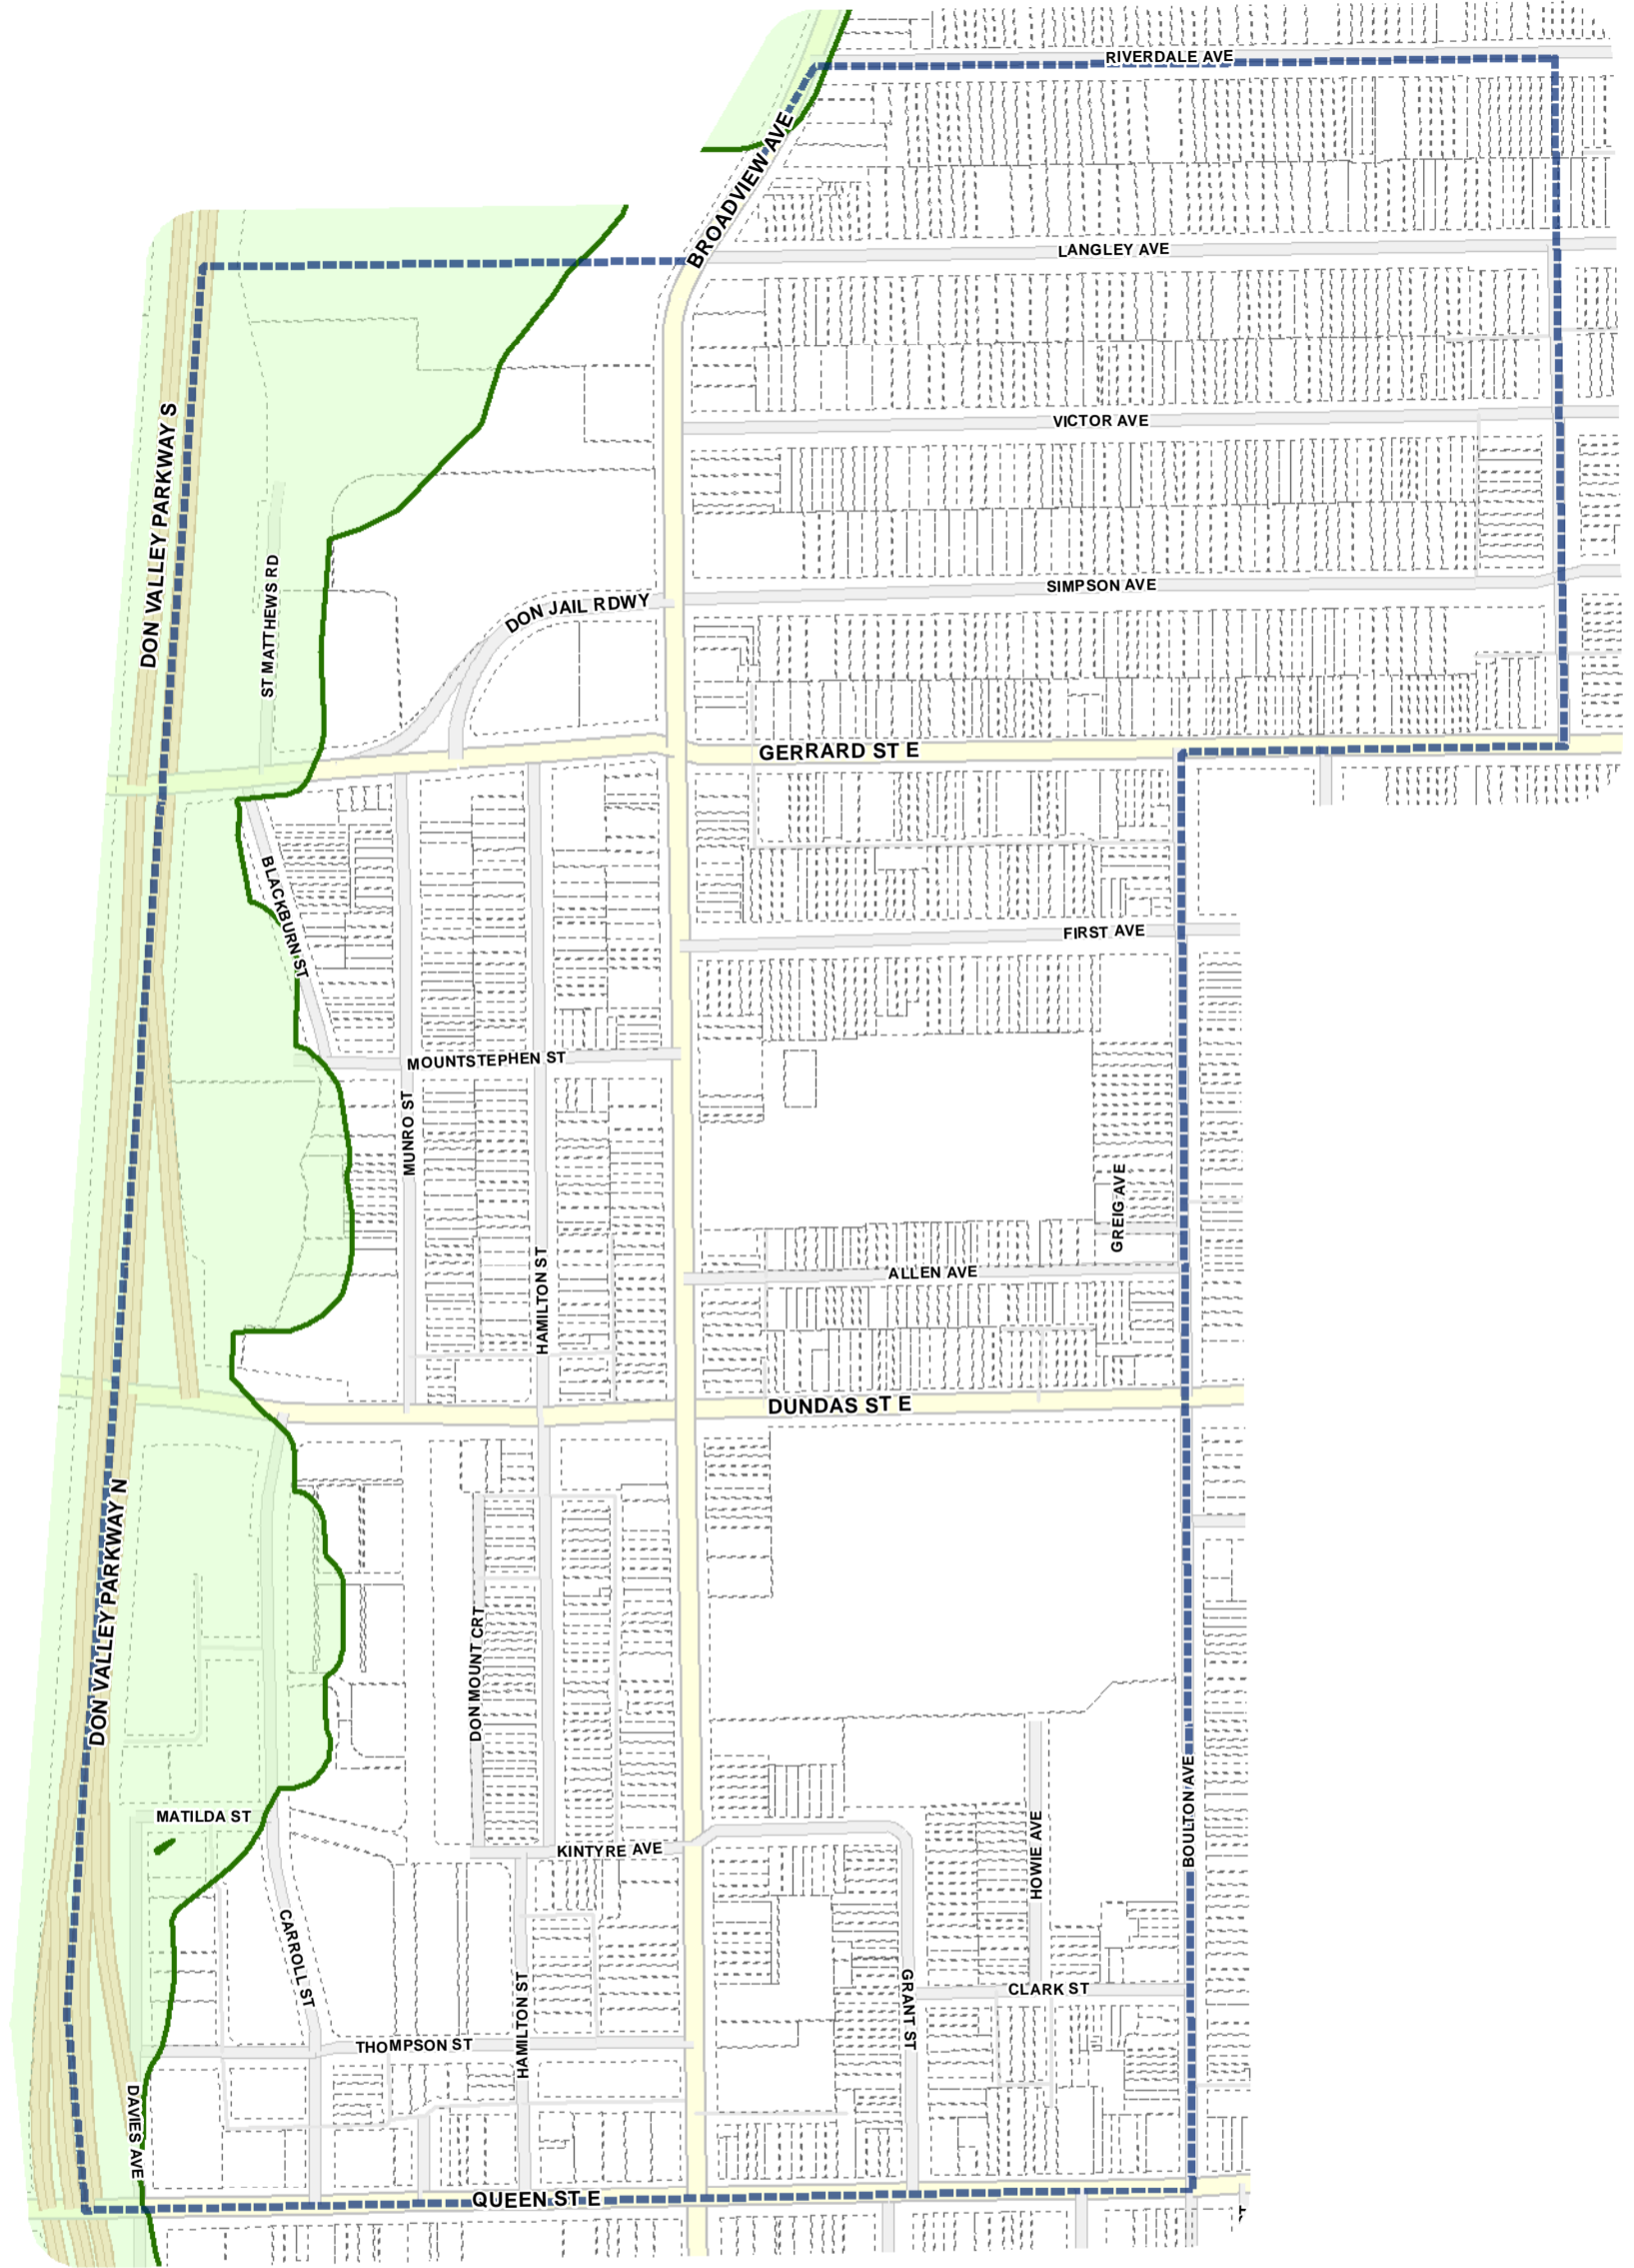 RIVERDALE AVE
BROADVIEW AVE
LANGLEY AVE
DON VALLEY PARKWAY S
VICTOR AVE
ST MATTHEWS RD
DON JAIL RDWY
SIMPSON AVE
GERRARD ST E
BLACKBURN ST
FIRST AVE
MOUNTSTEPHEN ST
MUNRO ST
GREIG AVE
HAMILTON ST
ALLEN AVE
DUNDAS ST E
DON VALLEY PARKWAY N
DON MOUNT CRT
BOULTON AVE
MATILDA ST
KINTYRE AVE
HOWIE AVE
CARROLL ST
GRANT ST
CLARK ST
HAMILTON ST
THOMPSON ST
DAVIES AVE
QUEEN ST E